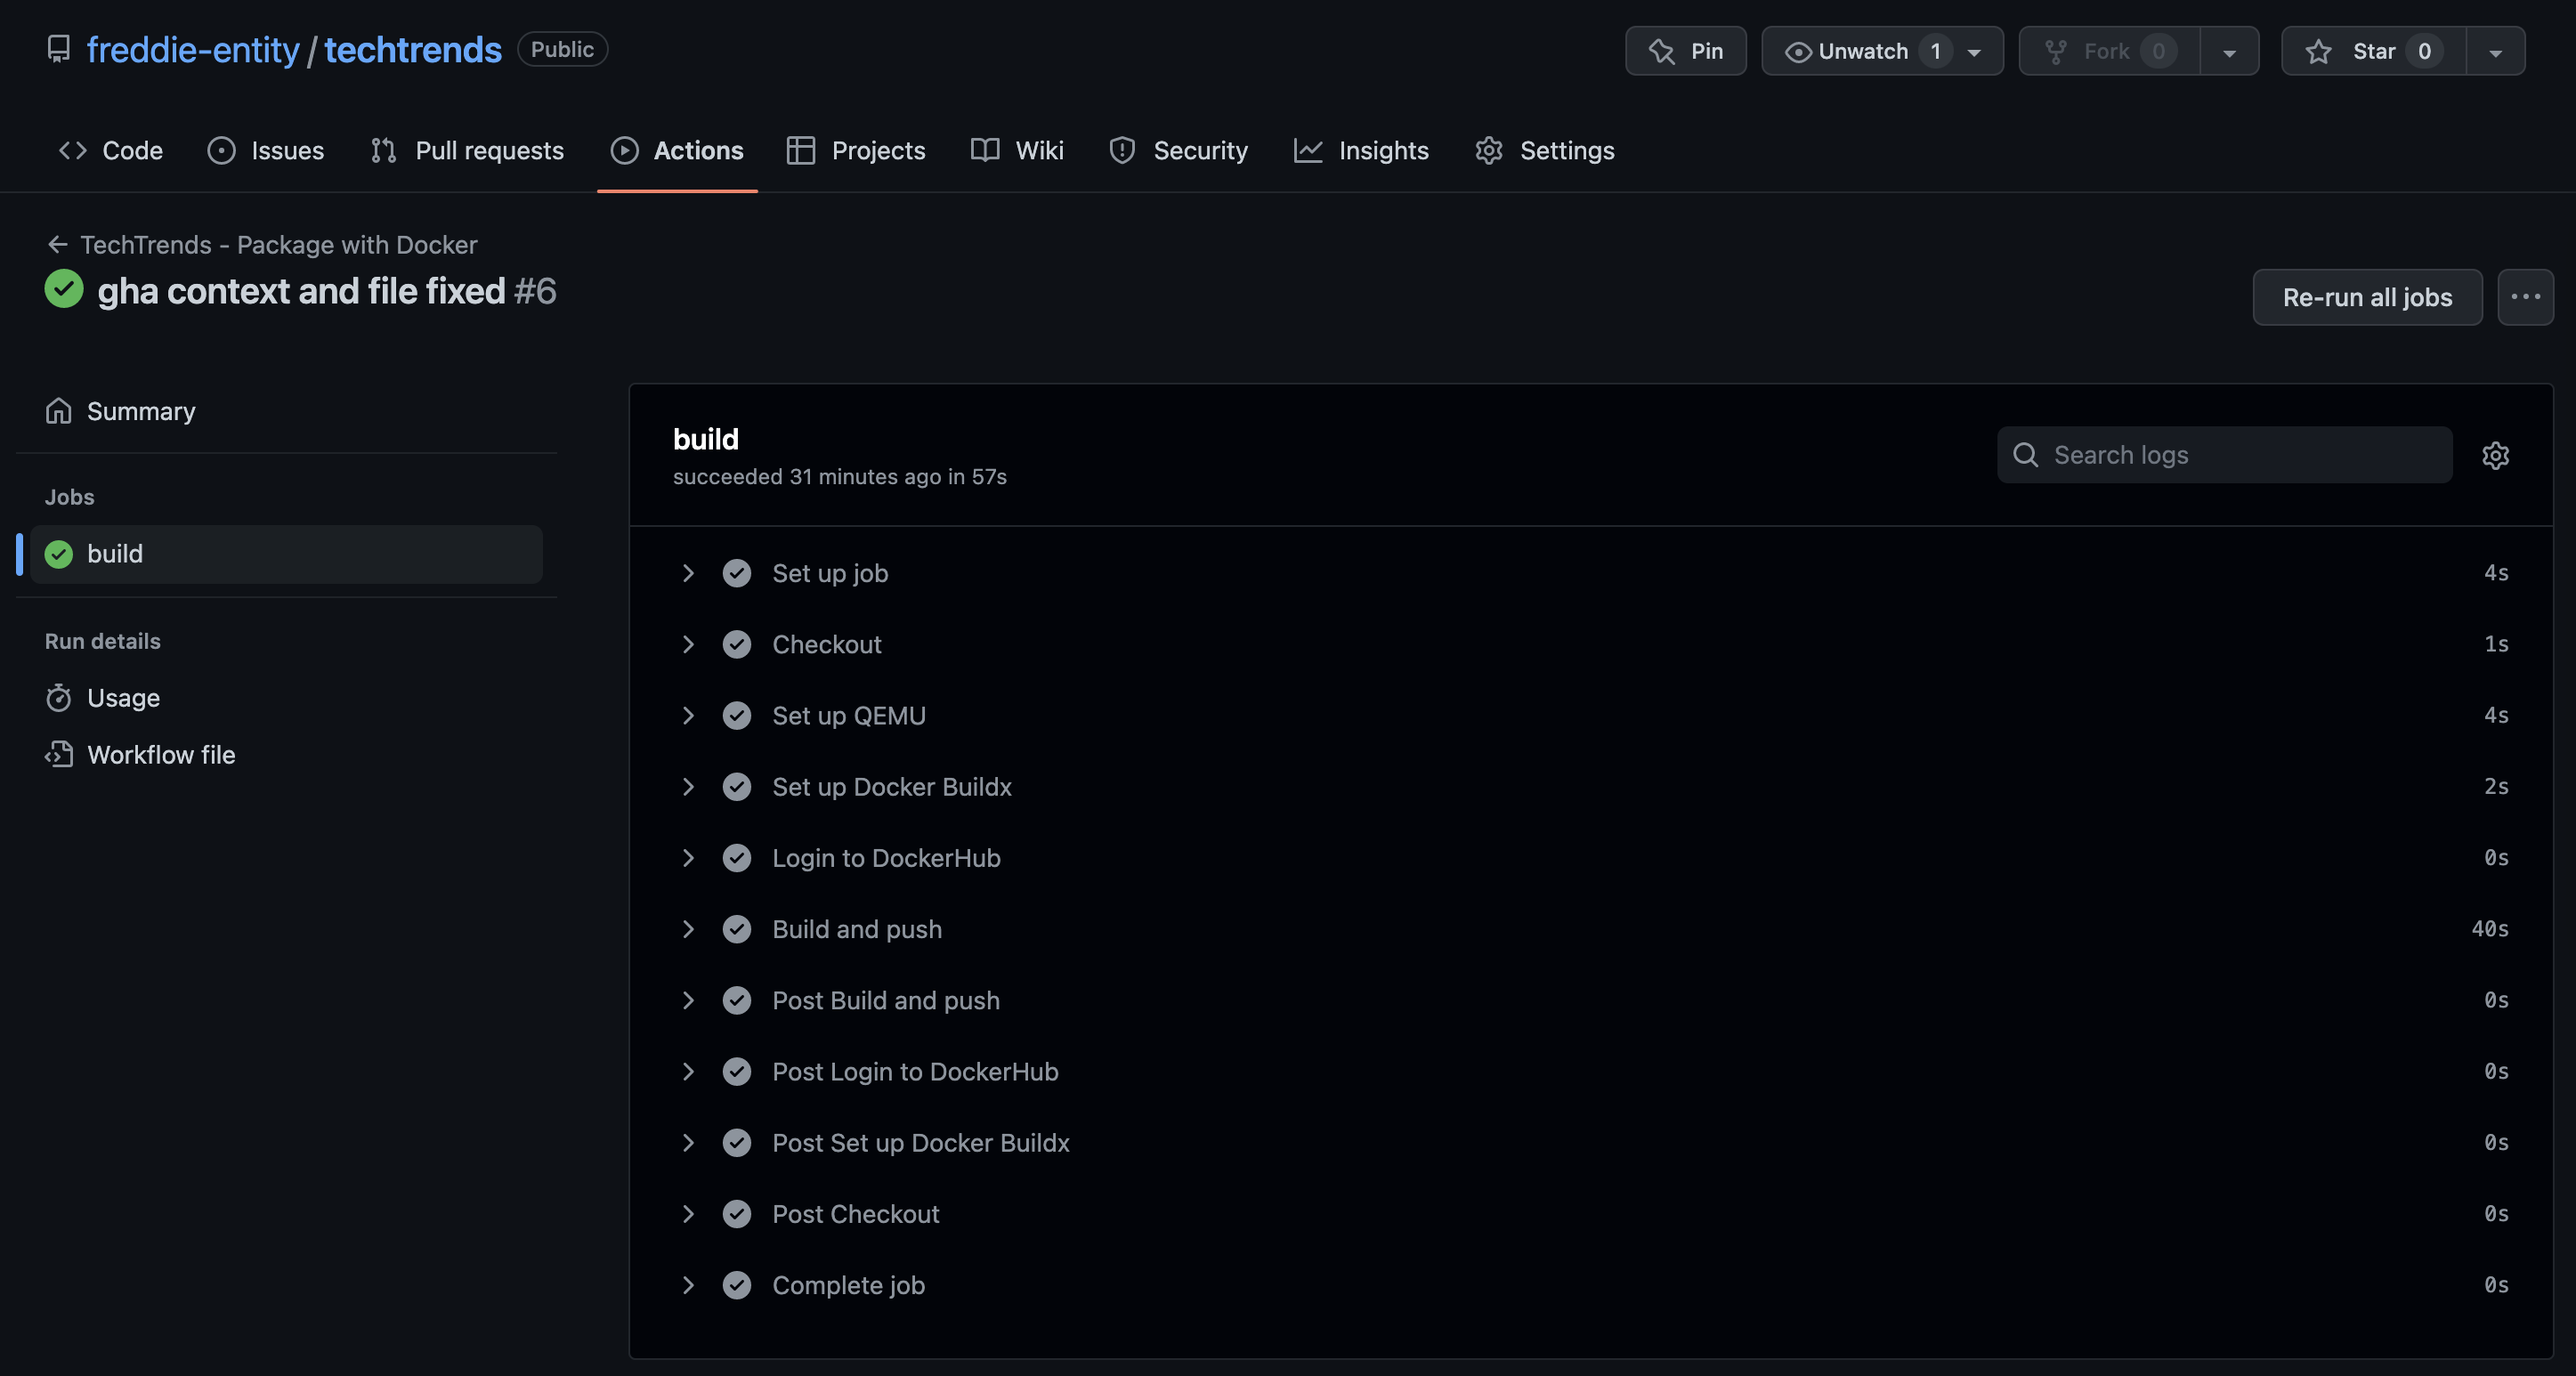 freddie-entity/techtrends Public
Pin
Unwatch 1
Fork 0
Star 0
Code
Issues
Pull requests
Actions
Projects
Wiki
Security
Insights
Settings
TechTrends - Package with Docker
gha context and file fixed #6
Re-run all jobs
Summary
Jobs
build
Run details
Usage
Workflow file
build
succeeded 31 minutes ago in 57s
Search logs
Set up job 4s
Checkout 1s
Set up QEMU 4s
Set up Docker Buildx 2s
Login to DockerHub 0s
Build and push 40s
Post Build and push 0s
Post Login to DockerHub 0s
Post Set up Docker Buildx 0s
Post Checkout 0s
Complete job 0s